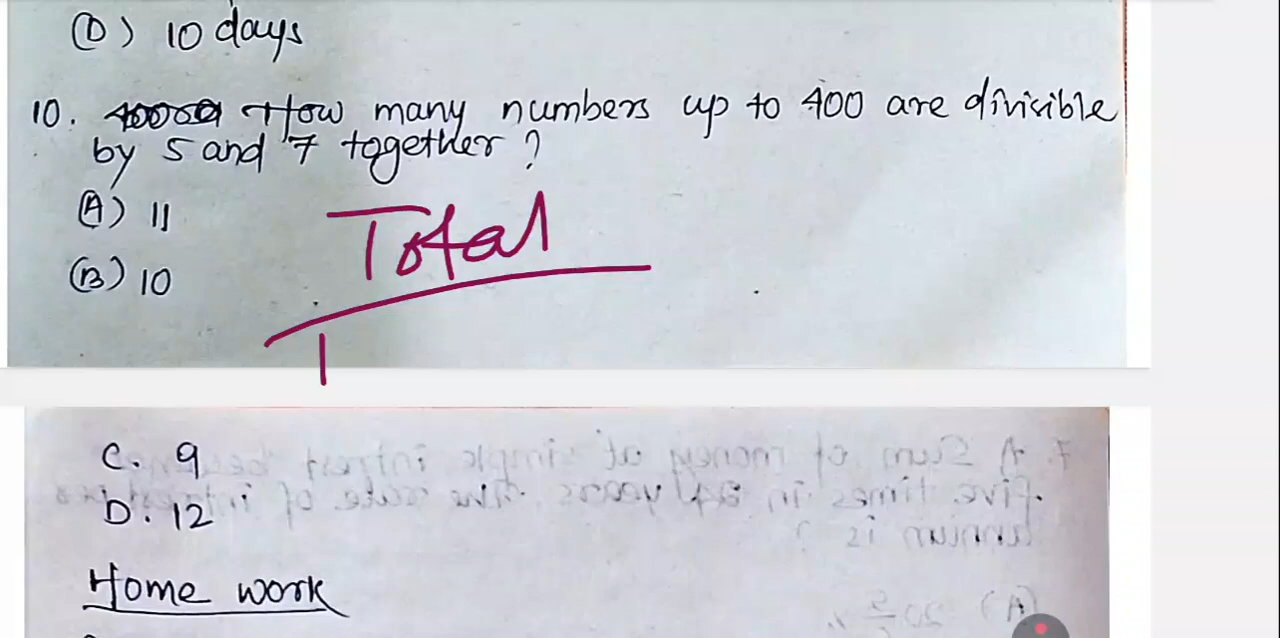 (D) 10 days
10. How many numbers up to 400 are divisible
by 5 and 7 together ?
(A) 11
(B) 10
Total
C. 9
D. 12
Home work